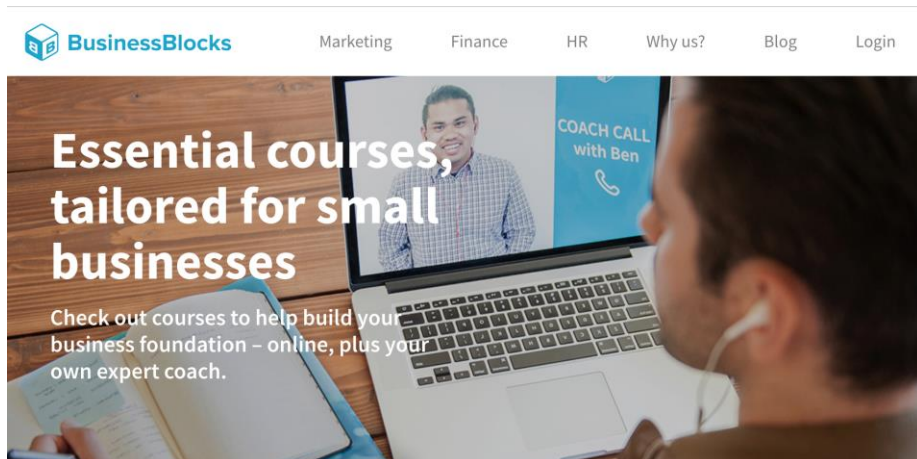 BusinessBlocks
Marketing Finance HR Why us? Blog Login
Essential courses,
tailored for small
businesses
COACH CALL
with Ben
Check out courses to help build your
business foundation – online, plus your
own expert coach.